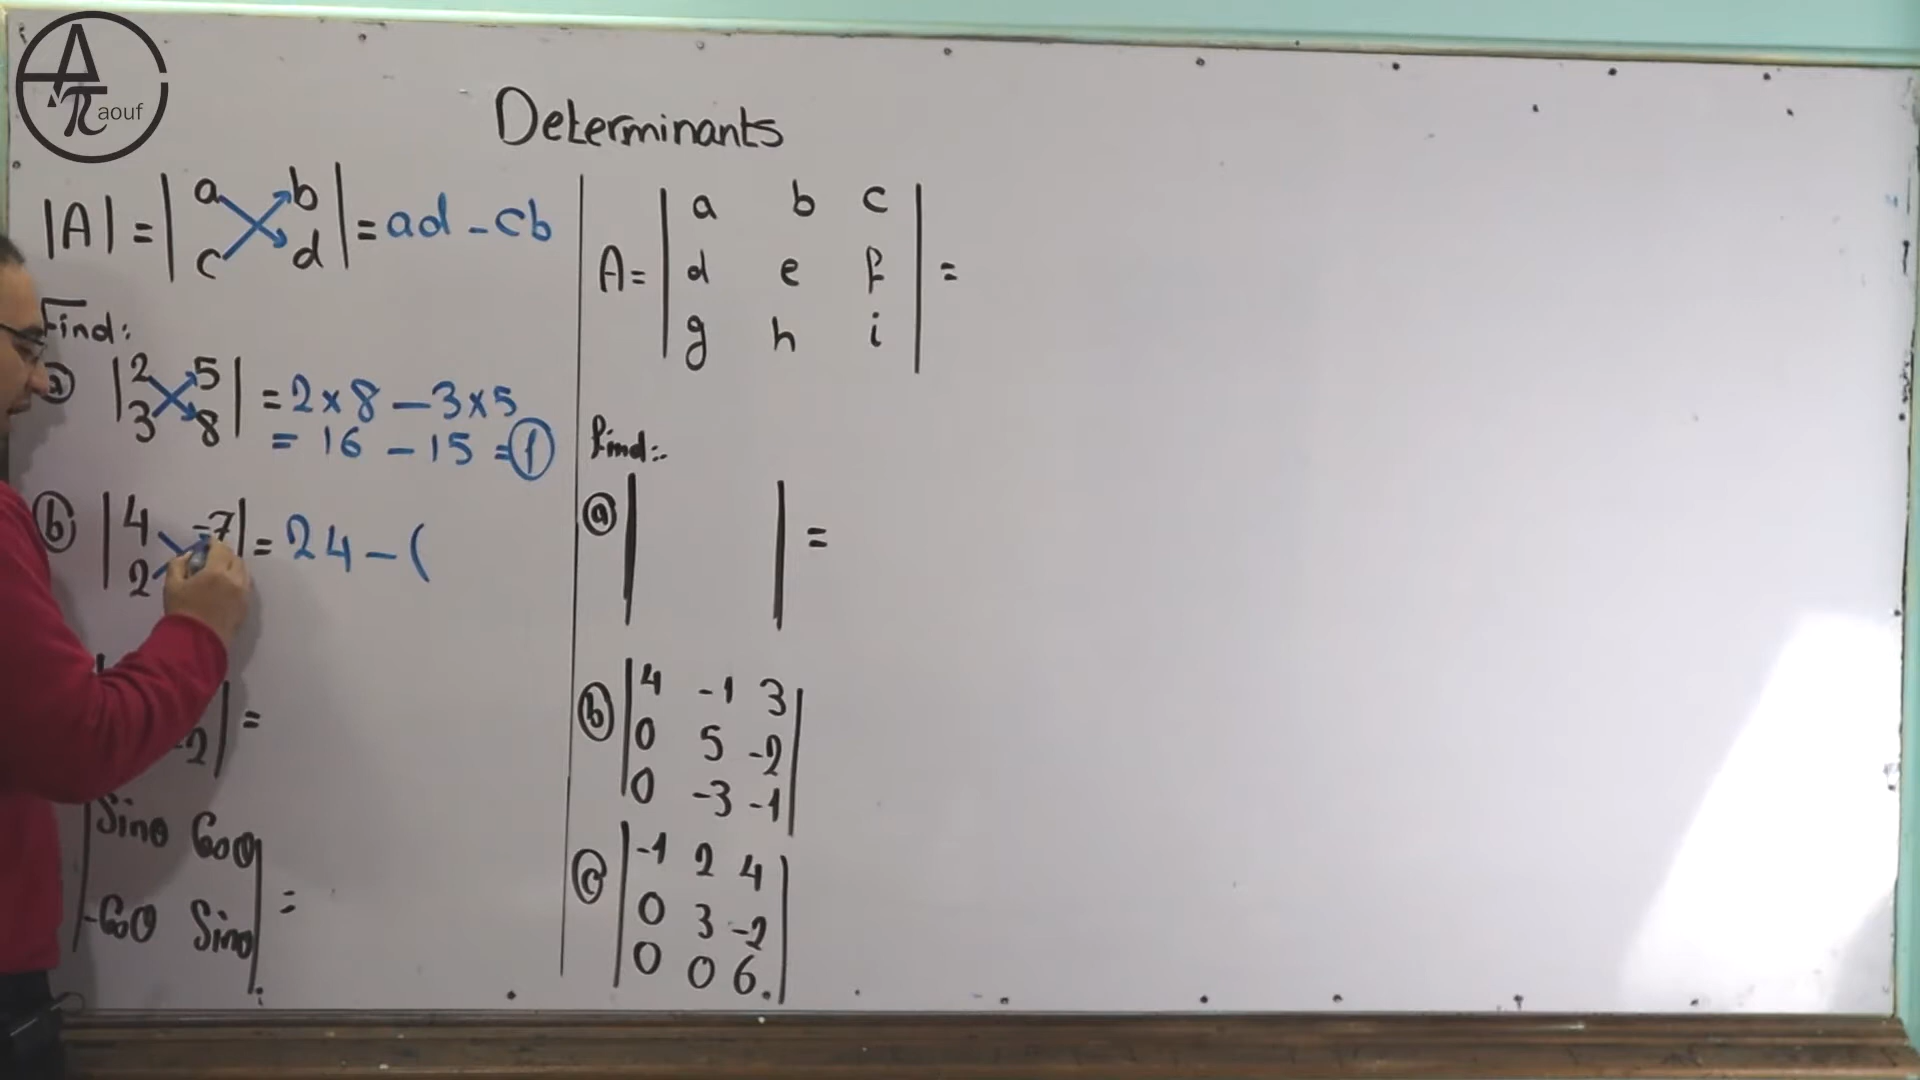 Aπaouf
Determinants
|A| = | a b | = ad - cb
| c d |
Find:
ⓐ | 2 5 | = 2 × 8 - 3 × 5
| 3 8 | = 16 - 15 = 1
ⓑ | 4 -7 | = 24 - (
| 2
| =
-2 |
| Sinθ Cosθ |
| -Cosθ Sinθ | =
A = | a b c | =
| d e f |
| g h i |
find:
ⓐ | | =
ⓑ | 4 -1 3 |
| 0 5 -2 |
| 0 -3 -1 |
ⓒ | -1 2 4 |
| 0 3 -2 |
| 0 0 6 |